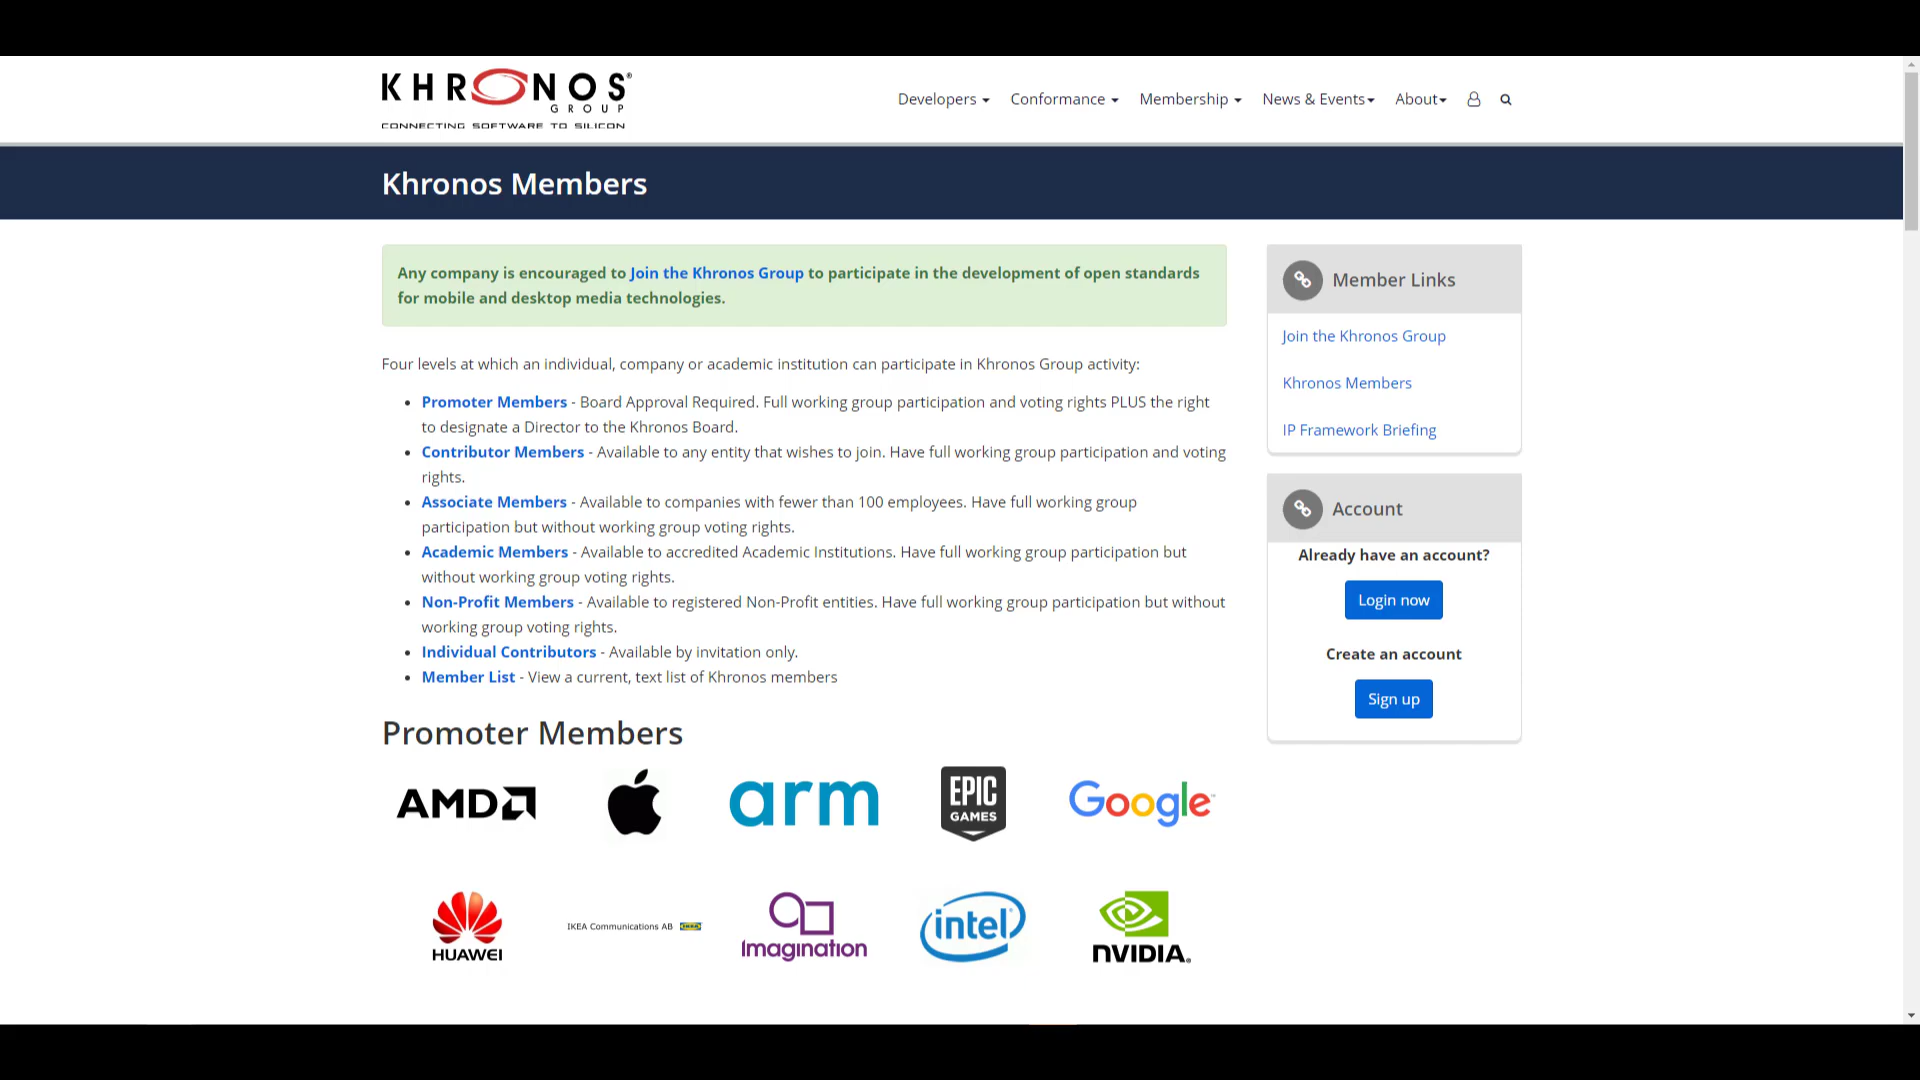 KHRONOS®
GROUP
CONNECTING SOFTWARE TO SILICON
Developers Conformance Membership News & Events About
Khronos Members
Any company is encouraged to Join the Khronos Group to participate in the development of open standards
for mobile and desktop media technologies.
Four levels at which an individual, company or academic institution can participate in Khronos Group activity:
• Promoter Members - Board Approval Required. Full working group participation and voting rights PLUS the right
to designate a Director to the Khronos Board.
• Contributor Members - Available to any entity that wishes to join. Have full working group participation and voting
rights.
• Associate Members - Available to companies with fewer than 100 employees. Have full working group
participation but without working group voting rights.
• Academic Members - Available to accredited Academic Institutions. Have full working group participation but
without working group voting rights.
• Non-Profit Members - Available to registered Non-Profit entities. Have full working group participation but without
working group voting rights.
• Individual Contributors - Available by invitation only.
• Member List - View a current, text list of Khronos members
Promoter Members
AMD
arm
EPIC
GAMES
Google™
HUAWEI
IKEA Communications AB IKEA
Imagination
intel®
NVIDIA®
Member Links
Join the Khronos Group
Khronos Members
IP Framework Briefing
Account
Already have an account?
Login now
Create an account
Sign up